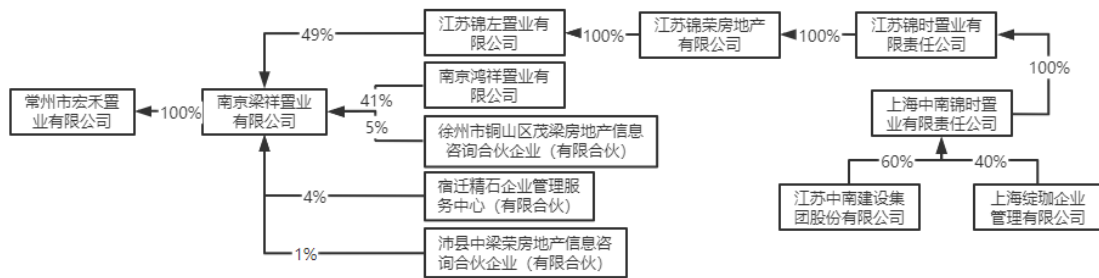 江苏锦左置业有
限公司
江苏锦荣房地产
有限公司
江苏锦时置业有
限责任公司
49%
100%
100%
100%
南京鸿祥置业有
限公司
41%
常州市宏禾置
业有限公司
100%
南京梁祥置业
有限公司
上海中南锦时置
业有限责任公司
5%
徐州市铜山区茂梁房地产信息
咨询合伙企业（有限合伙）
60%
40%
4%
宿迁精石企业管理服
务中心（有限合伙）
江苏中南建设集
团股份有限公司
上海绽珈企业
管理有限公司
1%
沛县中梁荣房地产信息咨
询合伙企业（有限合伙）